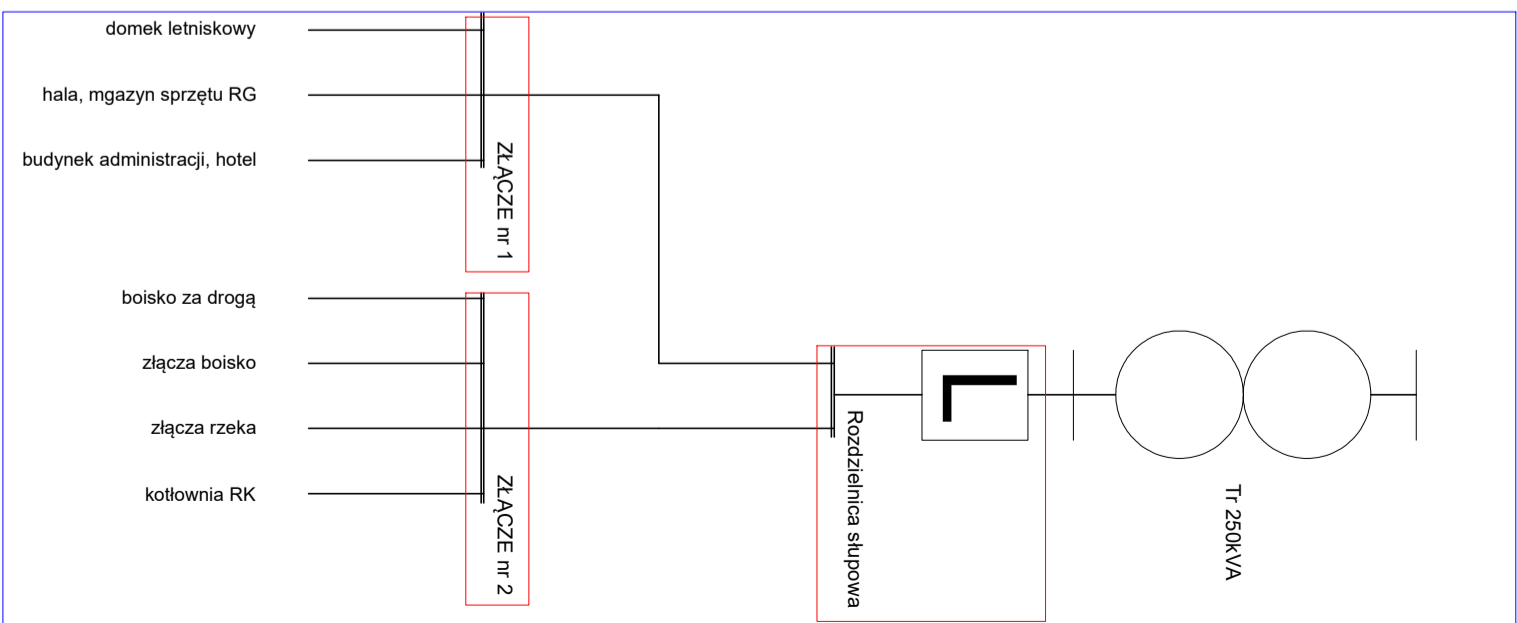 domek letniskowy
hala, mgazyn sprzętu RG
budynek administracji, hotel
ZŁĄCZE nr 1
boisko za drogą
złącza boisko
złącza rzeka
kotłownia RK
ZŁĄCZE nr 2
Rozdzielnica słupowa
Tr 250kVA